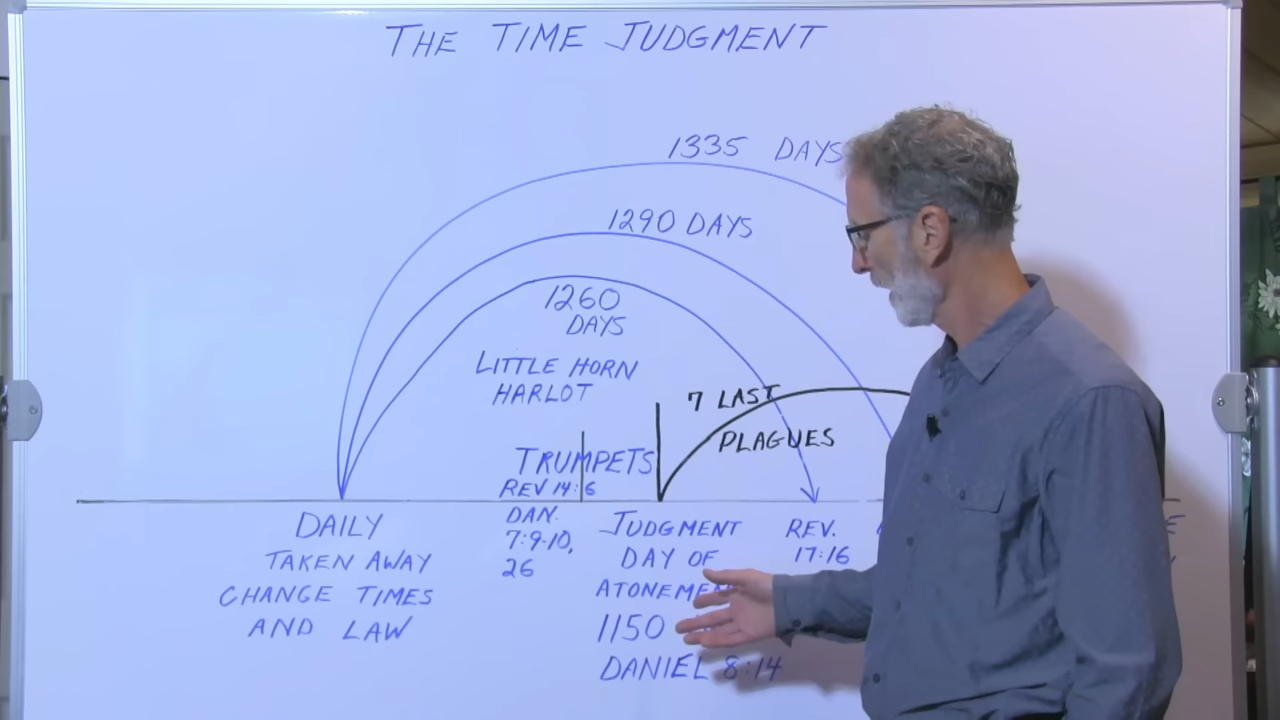 THE TIME JUDGMENT
1335 DAYS
1290 DAYS
1260
DAYS
LITTLE HORN
HARLOT
7 LAST
PLAGUES
TRUMPETS
REV 14:6
DAILY
TAKEN AWAY
CHANGE TIMES
AND LAW
DAN.
7:9-10,
26
JUDGMENT
DAY OF
1150
DANIEL 8:14
REV.
17:16